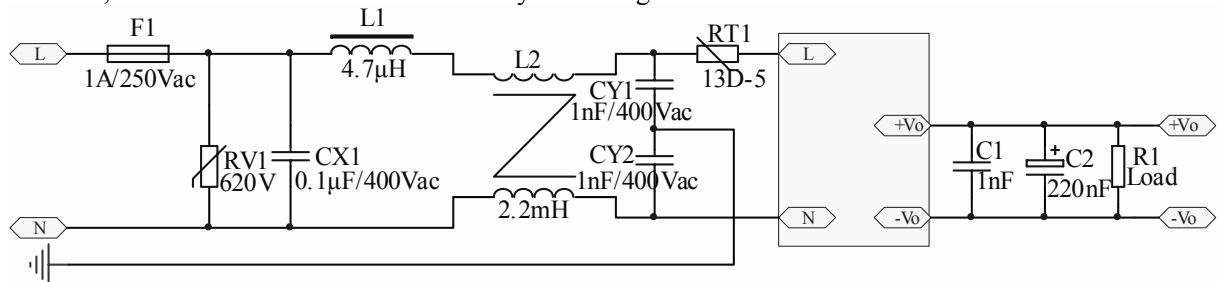 F1
L
1A/250Vac
L1
4.7μH
L2
RT1
13D-5
L
CY1
1nF/400Vac
RV1
620V
CX1
0.1μF/400Vac
CY2
1nF/400Vac
2.2mH
N
N
+Vo
-Vo
C1
1nF
+
C2
220nF
R1
Load
+Vo
-Vo